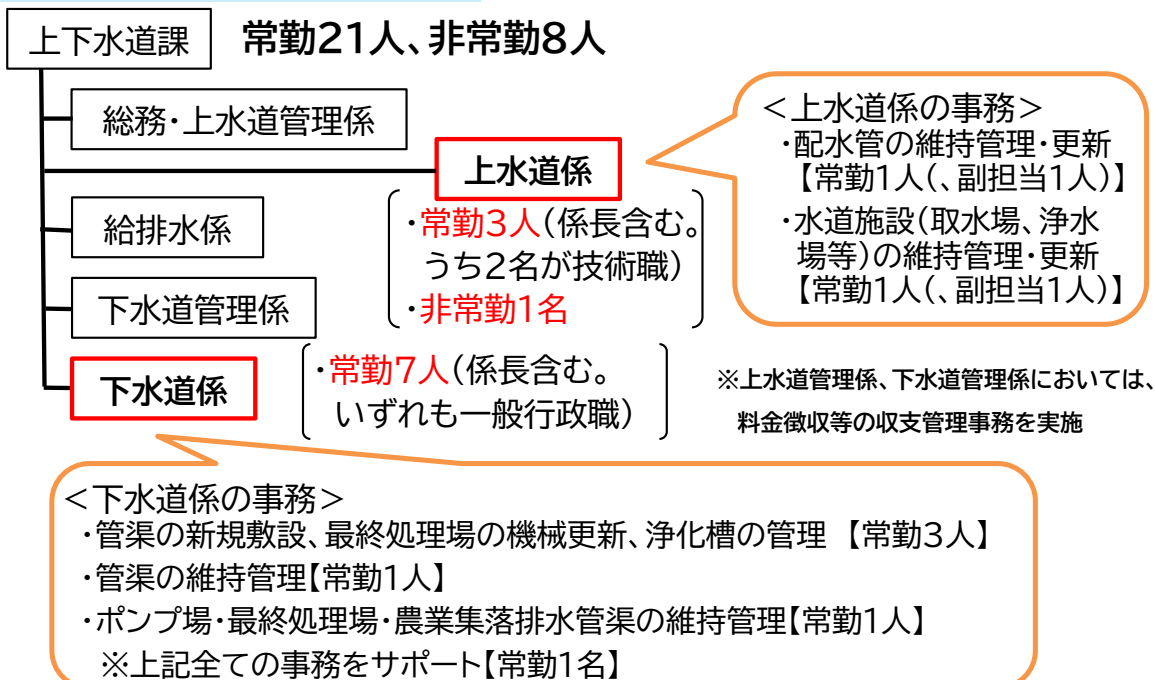 上下水道課
常勤21人、非常勤8人
総務・上水道管理係
上水道係
・常勤3人(係長含む。
うち2名が技術職)
・非常勤1名
給排水係
下水道管理係
下水道係
・常勤7人(係長含む。
いずれも一般行政職)
<上水道係の事務>
・配水管の維持管理・更新
【常勤1人(、副担当1人)】
・水道施設(取水場、浄水
場等)の維持管理・更新
【常勤1人(、副担当1人)】
※上水道管理係、下水道管理係においては、
料金徴収等の収支管理事務を実施
<下水道係の事務>
・管渠の新規敷設、最終処理場の機械更新、浄化槽の管理 【常勤3人】
・管渠の維持管理【常勤1人】
・ポンプ場・最終処理場・農業集落排水管渠の維持管理【常勤1人】
※上記全ての事務をサポート【常勤1名】